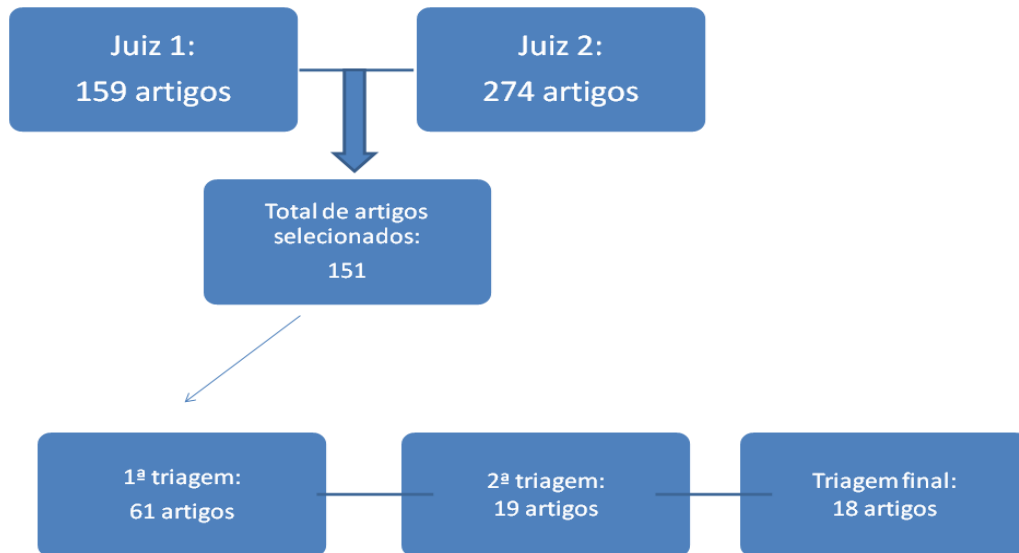 Juiz 1:
159 artigos
Juiz 2:
274 artigos
Total de artigos
selecionados:
151
1ª triagem:
61 artigos
2ª triagem:
19 artigos
Triagem final:
18 artigos